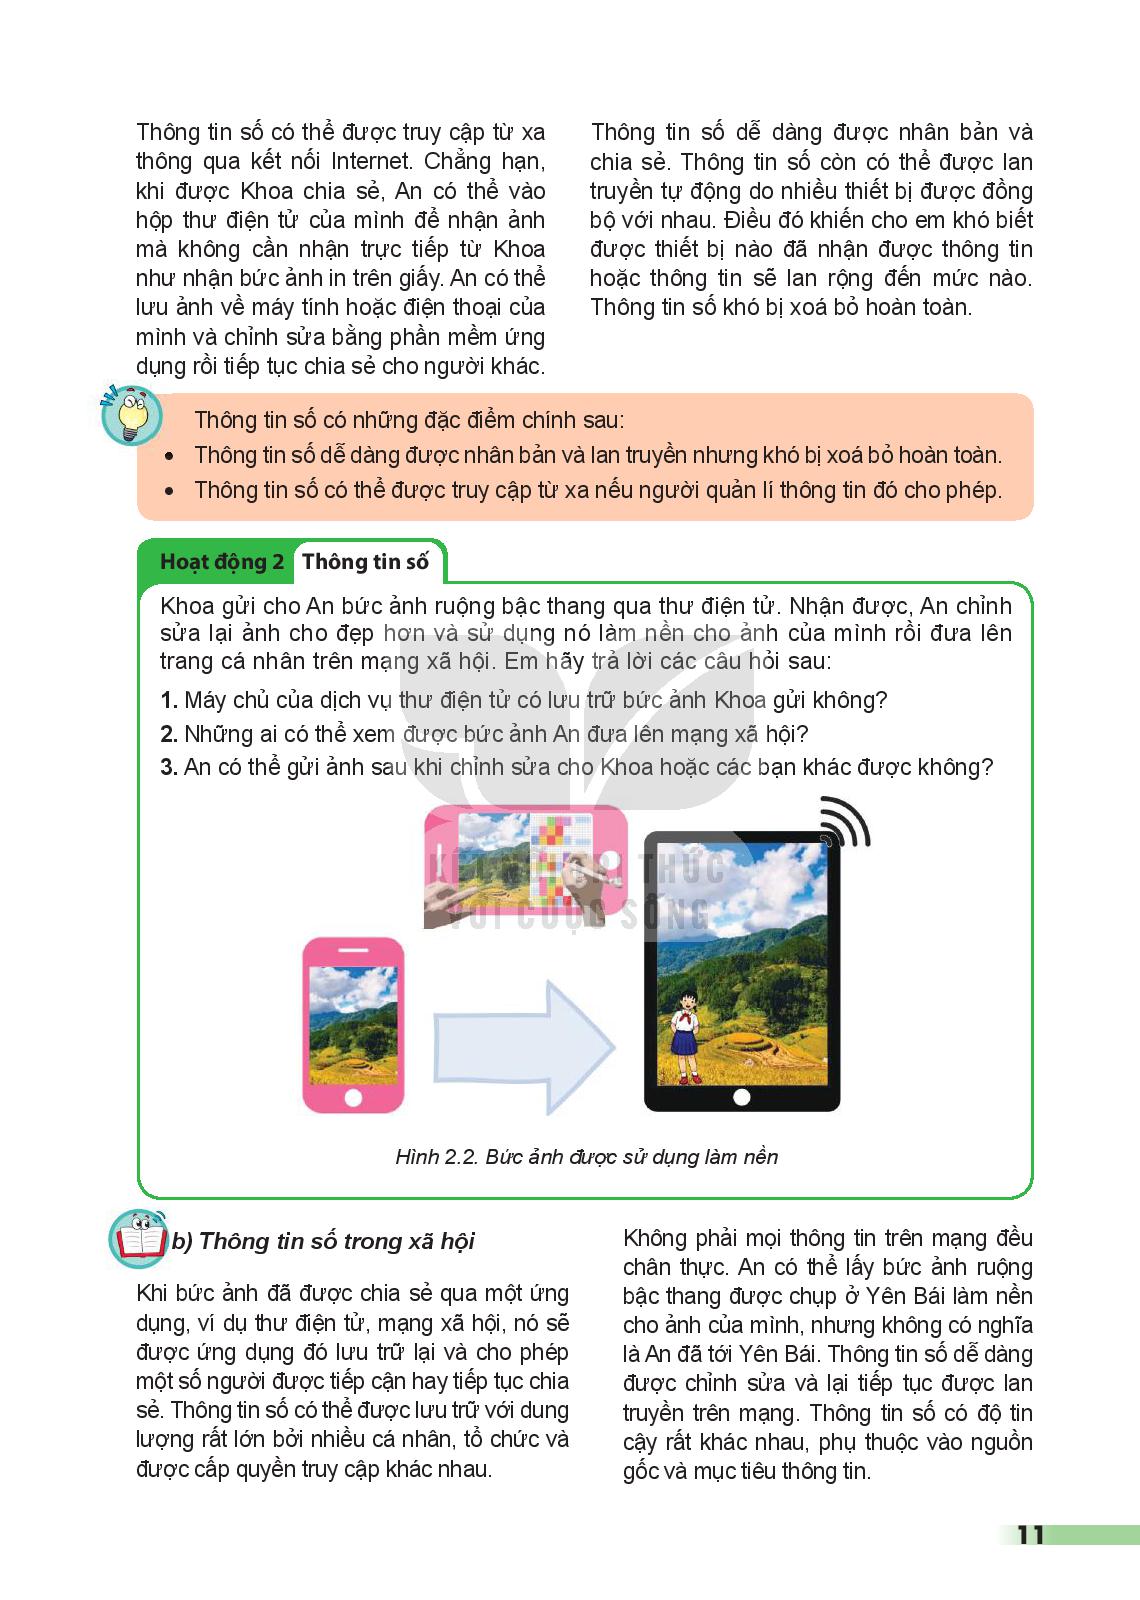 Thông tin số có thể được truy cập từ xa
thông qua kết nối Internet. Chẳng hạn,
khi được Khoa chia sẻ, An có thể vào
hộp thư điện tử của mình để nhận ảnh
mà không cần nhận trực tiếp từ Khoa
như nhận bức ảnh in trên giấy. An có thể
lưu ảnh về máy tính hoặc điện thoại của
mình và chỉnh sửa bằng phần mềm ứng
dụng rồi tiếp tục chia sẻ cho người khác.
Thông tin số dễ dàng được nhân bản và
chia sẻ. Thông tin số còn có thể được lan
truyền tự động do nhiều thiết bị được đồng
bộ với nhau. Điều đó khiến cho em khó biết
được thiết bị nào đã nhận được thông tin
hoặc thông tin sẽ lan rộng đến mức nào.
Thông tin số khó bị xoá bỏ hoàn toàn.
Thông tin số có những đặc điểm chính sau:
• Thông tin số dễ dàng được nhân bản và lan truyền nhưng khó bị xoá bỏ hoàn toàn.
• Thông tin số có thể được truy cập từ xa nếu người quản lí thông tin đó cho phép.
Hoạt động 2 Thông tin số
Khoa gửi cho An bức ảnh ruộng bậc thang qua thư điện tử. Nhận được, An chỉnh
sửa lại ảnh cho đẹp hơn và sử dụng nó làm nền cho ảnh của mình rồi đưa lên
trang cá nhân trên mạng xã hội. Em hãy trả lời các câu hỏi sau:
1. Máy chủ của dịch vụ thư điện tử có lưu trữ bức ảnh Khoa gửi không?
2. Những ai có thể xem được bức ảnh An đưa lên mạng xã hội?
3. An có thể gửi ảnh sau khi chỉnh sửa cho Khoa hoặc các bạn khác được không?
KẾT NỐI TRI THỨC
VỚI CUỘC SỐNG
Hình 2.2. Bức ảnh được sử dụng làm nền
b) Thông tin số trong xã hội
Khi bức ảnh đã được chia sẻ qua một ứng
dụng, ví dụ thư điện tử, mạng xã hội, nó sẽ
được ứng dụng đó lưu trữ lại và cho phép
một số người được tiếp cận hay tiếp tục chia
sẻ. Thông tin số có thể được lưu trữ với dung
lượng rất lớn bởi nhiều cá nhân, tổ chức và
được cấp quyền truy cập khác nhau.
Không phải mọi thông tin trên mạng đều
chân thực. An có thể lấy bức ảnh ruộng
bậc thang được chụp ở Yên Bái làm nền
cho ảnh của mình, nhưng không có nghĩa
là An đã tới Yên Bái. Thông tin số dễ dàng
được chỉnh sửa và lại tiếp tục được lan
truyền trên mạng. Thông tin số có độ tin
cậy rất khác nhau, phụ thuộc vào nguồn
gốc và mục tiêu thông tin.
11